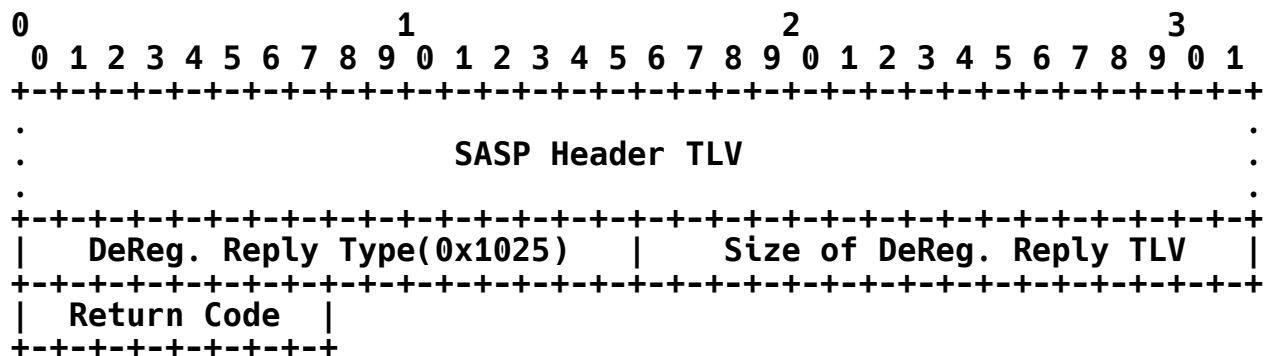 0                   1                   2                   3
 0 1 2 3 4 5 6 7 8 9 0 1 2 3 4 5 6 7 8 9 0 1 2 3 4 5 6 7 8 9 0 1
+-+-+-+-+-+-+-+-+-+-+-+-+-+-+-+-+-+-+-+-+-+-+-+-+-+-+-+-+-+-+-+-+
.                                                               .
.                      SASP Header TLV                          .
.                                                               .
+-+-+-+-+-+-+-+-+-+-+-+-+-+-+-+-+-+-+-+-+-+-+-+-+-+-+-+-+-+-+-+-+
|   DeReg. Reply Type(0x1025)   |    Size of DeReg. Reply TLV   |
+-+-+-+-+-+-+-+-+-+-+-+-+-+-+-+-+-+-+-+-+-+-+-+-+-+-+-+-+-+-+-+-+
|  Return Code  |
+-+-+-+-+-+-+-+-+